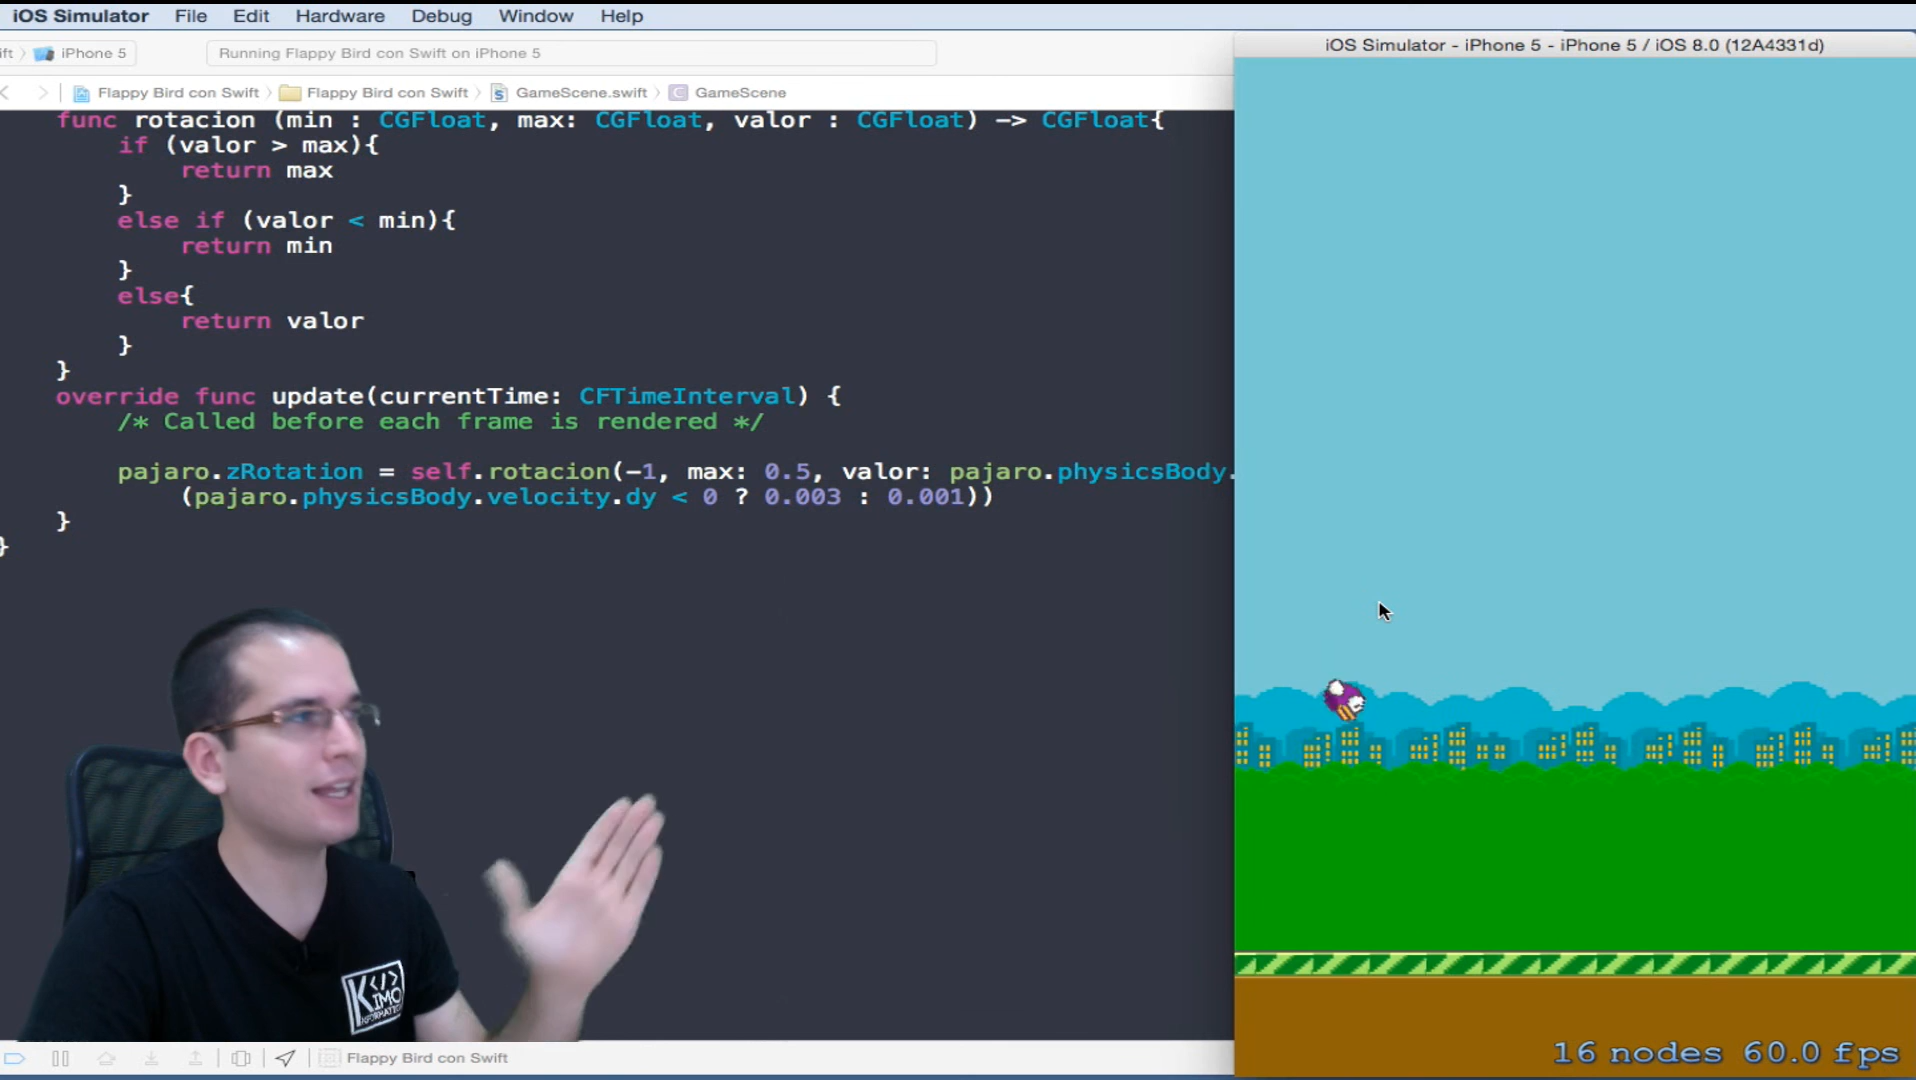 iOS Simulator File Edit Hardware Debug Window Help
ft iPhone 5 Running Flappy Bird con Swift on iPhone 5
iOS Simulator - iPhone 5 - iPhone 5 / iOS 8.0 (12A4331d)
Flappy Bird con Swift Flappy Bird con Swift GameScene.swift GameScene
func rotacion (min : CGFloat, max: CGFloat, valor : CGFloat) -> CGFloat{
if (valor > max){
return max
}
else if (valor < min){
return min
}
else{
return valor
}
}
override func update(currentTime: CFTimeInterval) {
/* Called before each frame is rendered */
pajaro.zRotation = self.rotacion(-1, max: 0.5, valor: pajaro.physicsBody.
(pajaro.physicsBody.velocity.dy < 0 ? 0.003 : 0.001))
}
}
K</>
IMO
Flappy Bird con Swift
16 nodes 60.0 fps